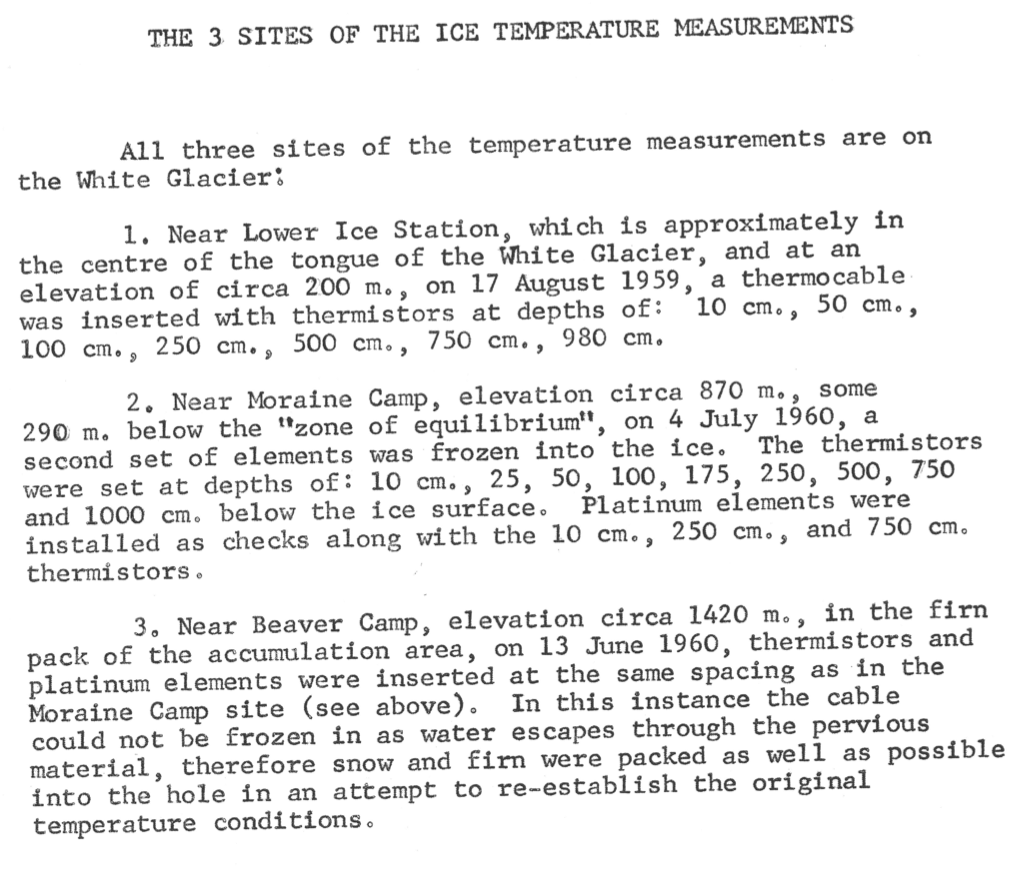 THE 3 SITES OF THE ICE TEMPERATURE MEASUREMENTS
All three sites of the temperature measurements are on
the White Glacier:
1. Near Lower Ice Station, which is approximately in
the centre of the tongue of the White Glacier, and at an
elevation of circa 200 m., on 17 August 1959, a thermocable
was inserted with thermistors at depths of: 10 cm., 50 cm.,
100 cm., 250 cm., 500 cm., 750 cm., 980 cm.
2. Near Moraine Camp, elevation circa 870 m., some
290 m. below the "zone of equilibrium", on 4 July 1960, a
second set of elements was frozen into the ice. The thermistors
were set at depths of: 10 cm., 25, 50, 100, 175, 250, 500, 750
and 1000 cm. below the ice surface. Platinum elements were
installed as checks along with the 10 cm., 250 cm., and 750 cm.
thermistors.
3. Near Beaver Camp, elevation circa 1420 m., in the firn
pack of the accumulation area, on 13 June 1960, thermistors and
platinum elements were inserted at the same spacing as in the
Moraine Camp site (see above). In this instance the cable
could not be frozen in as water escapes through the pervious
material, therefore snow and firn were packed as well as possible
into the hole in an attempt to re-establish the original
temperature conditions.